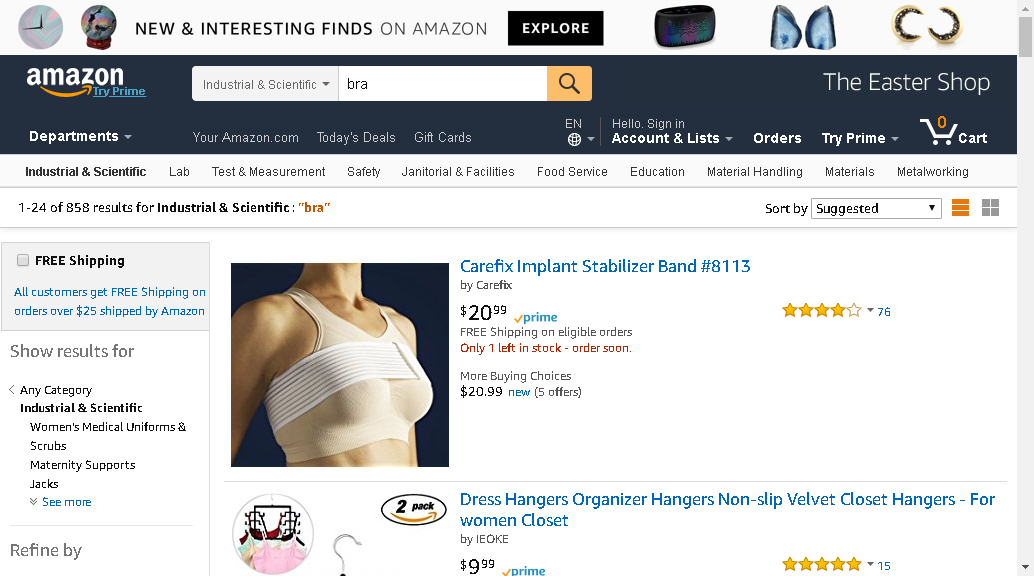 NEW & INTERESTING FINDS ON AMAZON
EXPLORE
amazon
Try Prime
Industrial & Scientific
bra
The Easter Shop
Departments
Your Amazon.com
Today's Deals
Gift Cards
EN
Hello. Sign in
Account & Lists
Orders
Try Prime
0
Cart
Industrial & Scientific
Lab
Test & Measurement
Safety
Janitorial & Facilities
Food Service
Education
Material Handling
Materials
Metalworking
1-24 of 858 results for Industrial & Scientific : "bra"
Sort by Suggested
FREE Shipping
All customers get FREE Shipping on
orders over $25 shipped by Amazon
Show results for
Any Category
Industrial & Scientific
Women's Medical Uniforms &
Scrubs
Maternity Supports
Jacks
See more
Refine by
Carefix Implant Stabilizer Band #8113
by Carefix
$20 99 prime
76
FREE Shipping on eligible orders
Only 1 left in stock - order soon.
More Buying Choices
$20.99 new (5 offers)
2 pack
Dress Hangers Organizer Hangers Non-slip Velvet Closet Hangers - For
women Closet
by IEOKE
$9 99 prime
15